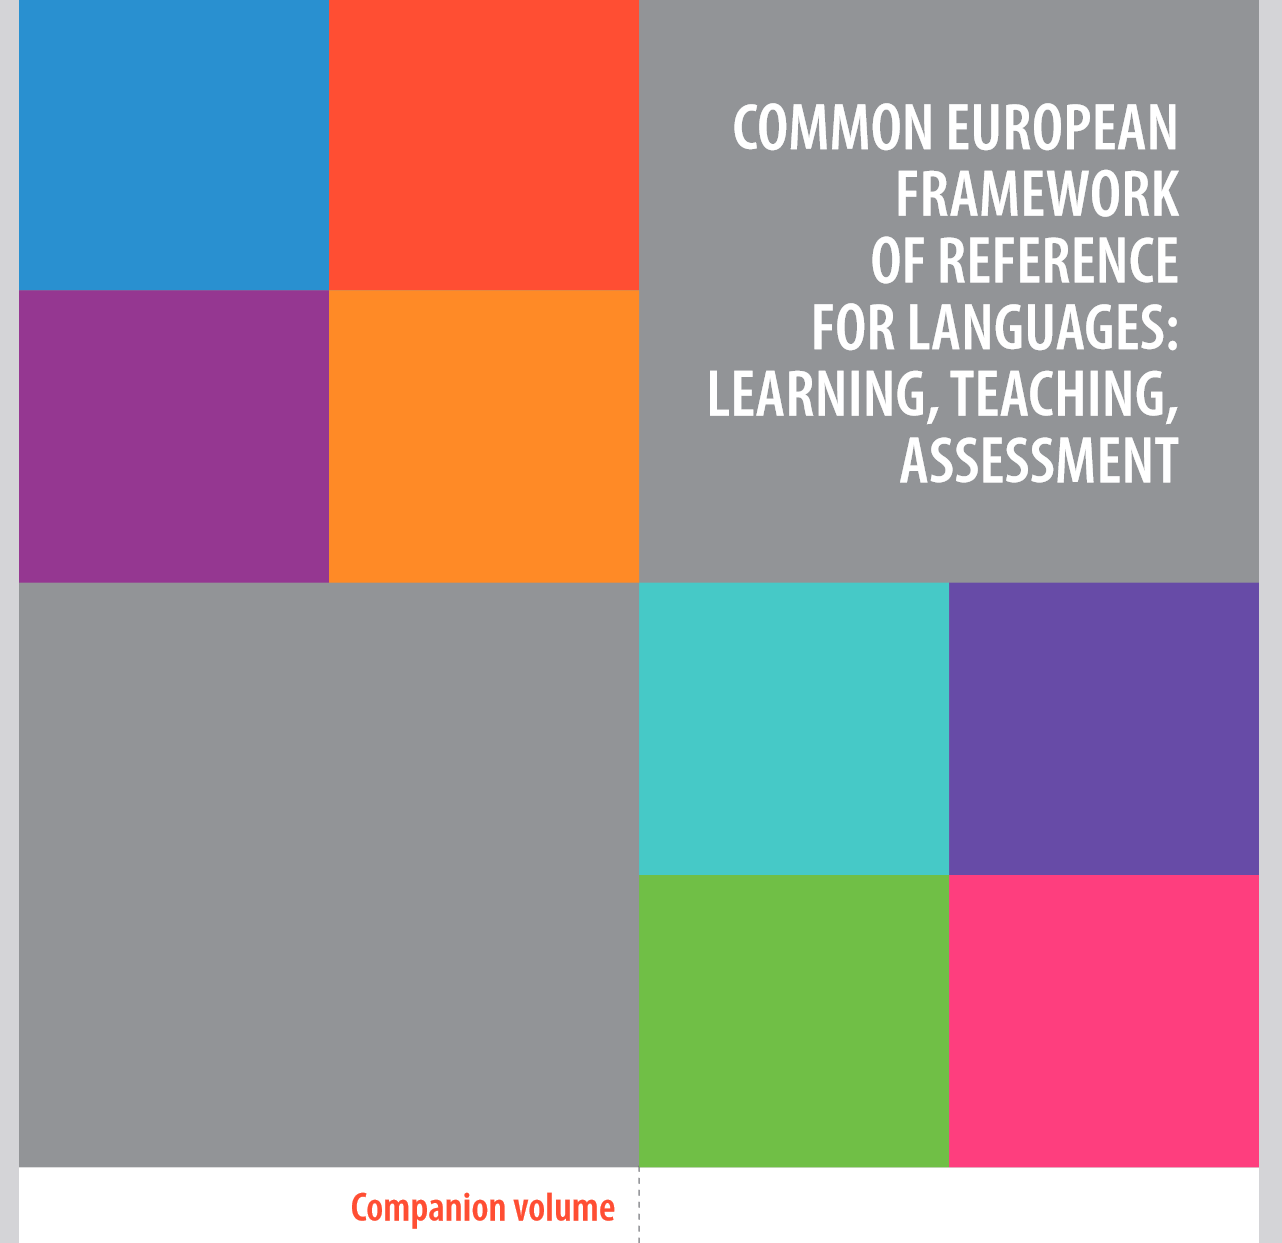 COMMON EUROPEAN
FRAMEWORK
OF REFERENCE
FOR LANGUAGES:
LEARNING, TEACHING,
ASSESSMENT
Companion volume